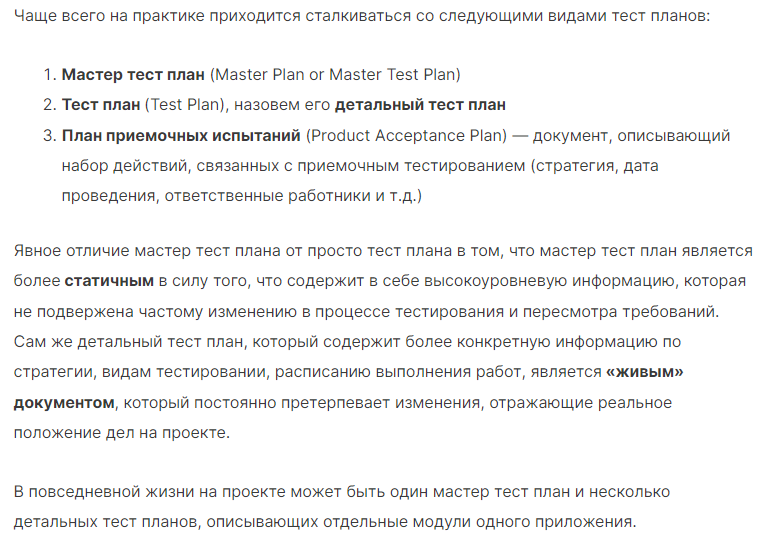 Чаще всего на практике приходится сталкиваться со следующими видами тест планов:
1. Мастер тест план (Master Plan or Master Test Plan)
2. Тест план (Test Plan), назовем его детальный тест план
3. План приемочных испытаний (Product Acceptance Plan) — документ, описывающий
набор действий, связанных с приемочным тестированием (стратегия, дата
проведения, ответственные работники и т.д.)
Явное отличие мастер тест плана от просто тест плана в том, что мастер тест план является
более статичным в силу того, что содержит в себе высокоуровневую информацию, которая
не подвержена частому изменению в процессе тестирования и пересмотра требований.
Сам же детальный тест план, который содержит более конкретную информацию по
стратегии, видам тестировании, расписанию выполнения работ, является «живым»
документом, который постоянно претерпевает изменения, отражающие реальное
положение дел на проекте.
В повседневной жизни на проекте может быть один мастер тест план и несколько
детальных тест планов, описывающих отдельные модули одного приложения.